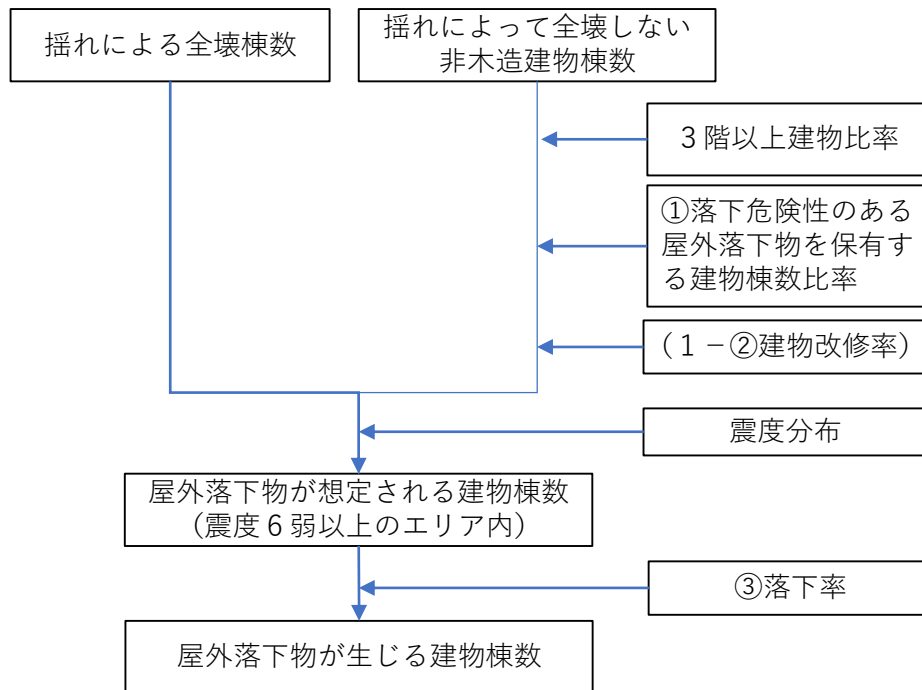 揺れによる全壊棟数
揺れによって全壊しない
非木造建物棟数
３階以上建物比率
①落下危険性のある
屋外落下物を保有す
る建物棟数比率
（１－②建物改修率）
震度分布
屋外落下物が想定される建物棟数
（震度６弱以上のエリア内）
③落下率
屋外落下物が生じる建物棟数